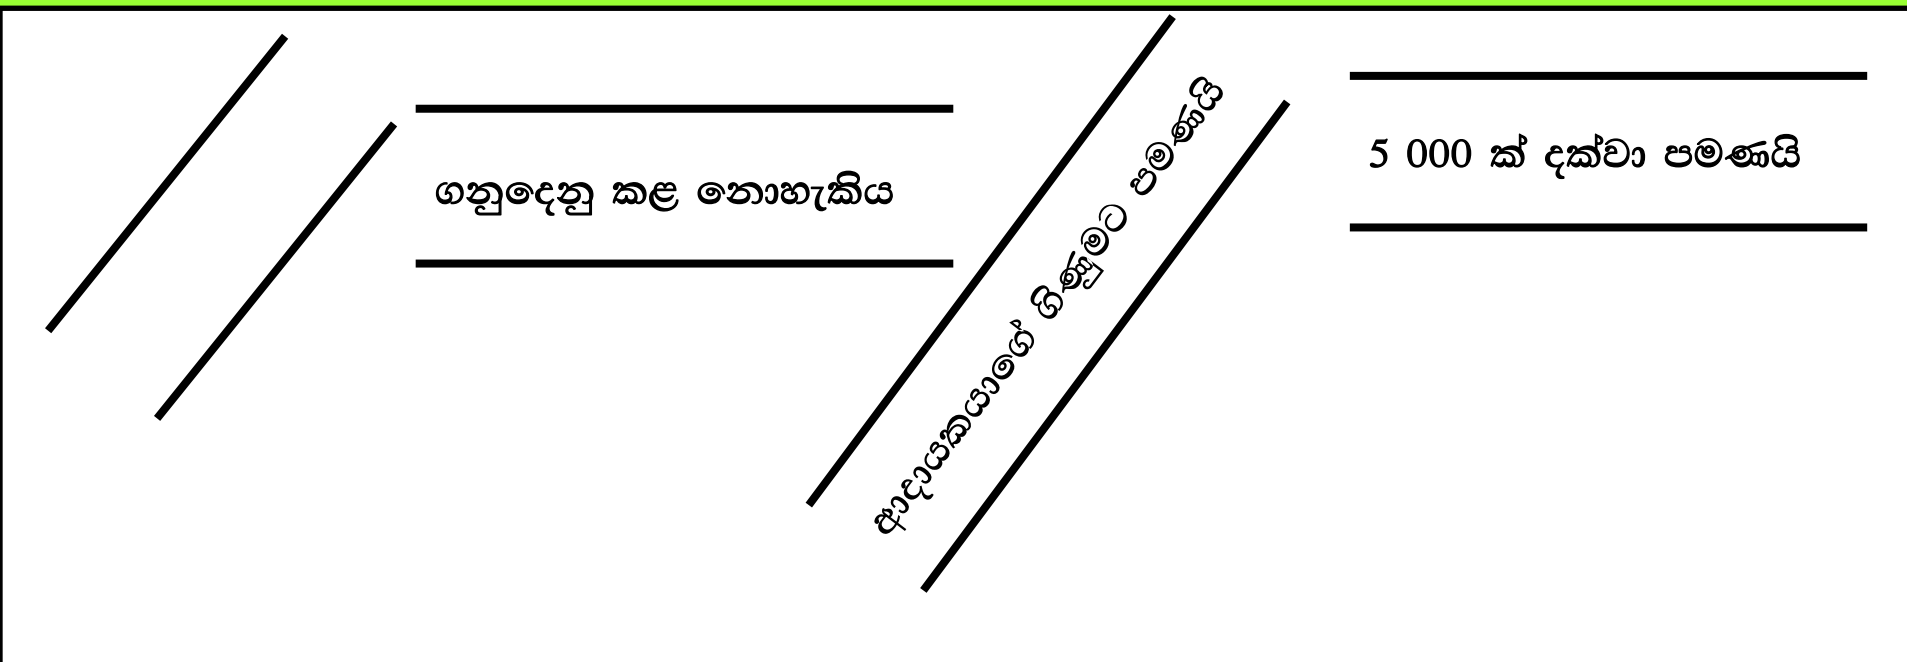 ගනුදෙනු කළ නොහැකිය
ආදායකයාගේ ගිණුමට පමණයි
5 000 ක් දක්වා පමණයි